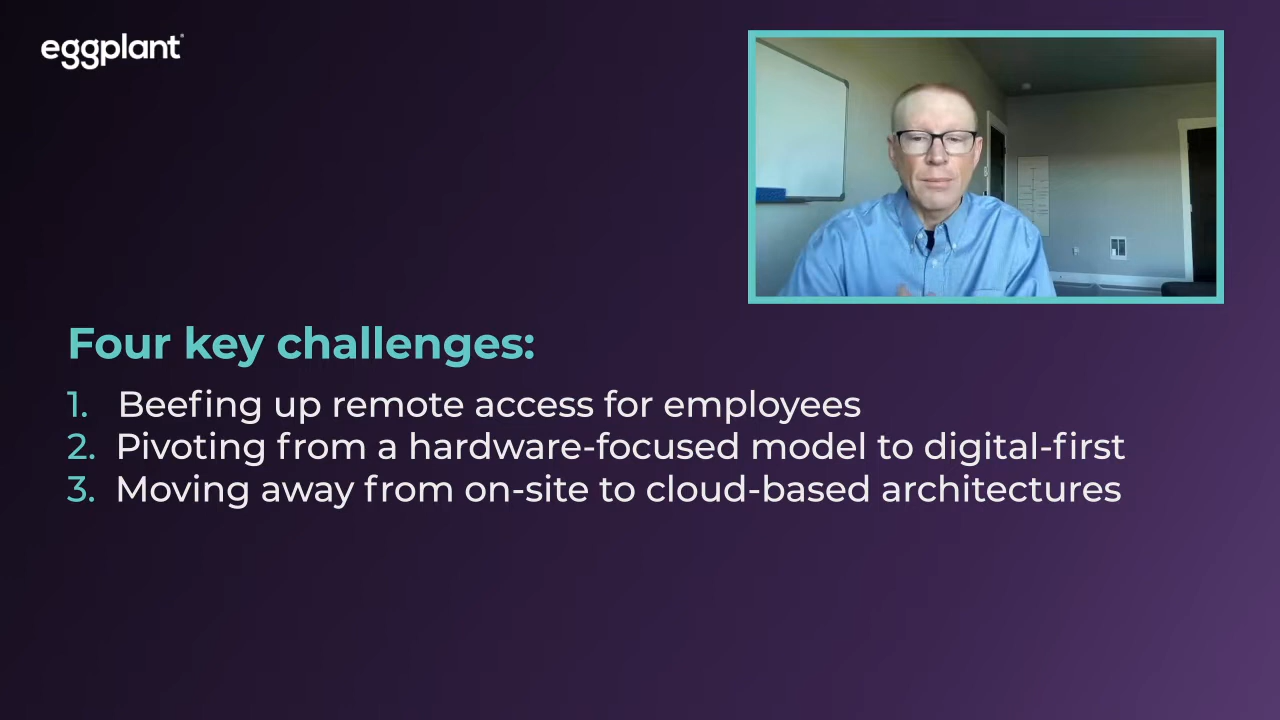 eggplant
Four key challenges:
1. Beefing up remote access for employees
2. Pivoting from a hardware-focused model to digital-first
3. Moving away from on-site to cloud-based architectures